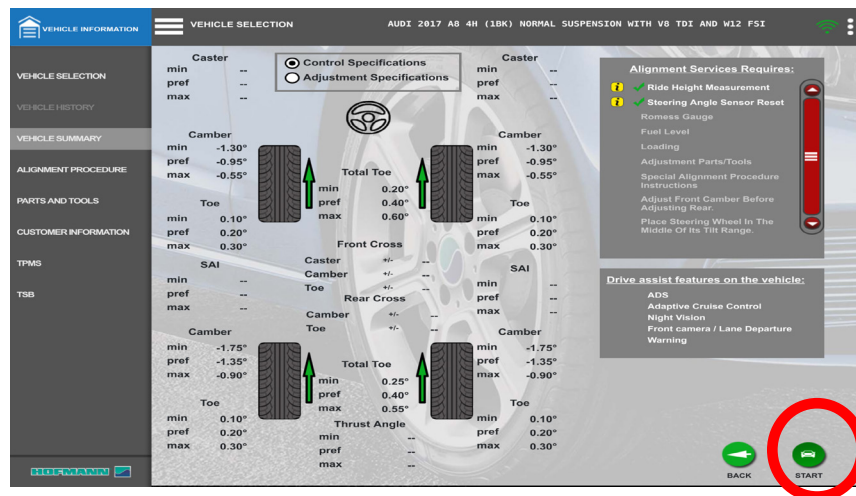 VEHICLE INFORMATION
VEHICLE SELECTION
AUDI 2017 A8 4H (1BK) NORMAL SUSPENSION WITH V8 TDI AND W12 FSI
VEHICLE SELECTION
VEHICLE HISTORY
VEHICLE SUMMARY
ALIGNMENT PROCEDURE
PARTS AND TOOLS
CUSTOMER INFORMATION
TPMS
TSB
HOFMANN
Control Specifications
Adjustment Specifications
Caster
min --
pref --
max --
Camber
min -1.30°
pref -0.95°
max -0.55°
Toe
min 0.10°
pref 0.20°
max 0.30°
SAI
min --
pref --
max --
Camber
min -1.75°
pref -1.35°
max -0.90°
Toe
min 0.10°
pref 0.20°
max 0.30°
Total Toe
min 0.20°
pref 0.40°
max 0.60°
Front Cross
Caster +/- --
Camber +/- --
Toe +/- --
Rear Cross
Camber +/- --
Toe +/- --
Total Toe
min 0.25°
pref 0.40°
max 0.55°
Thrust Angle
min --
pref --
max --
Caster
min --
pref --
max --
Camber
min -1.30°
pref -0.95°
max -0.55°
Toe
min 0.10°
pref 0.20°
max 0.30°
SAI
min --
pref --
max --
Camber
min -1.75°
pref -1.35°
max -0.90°
Toe
min 0.10°
pref 0.20°
max 0.30°
Alignment Services Requires:
Ride Height Measurement
Steering Angle Sensor Reset
Romess Gauge
Fuel Level
Loading
Adjustment Parts/Tools
Special Alignment Procedure
Instructions
Adjust Front Camber Before
Adjusting Rear.
Place Steering Wheel In The
Middle Of Its Tilt Range.
Drive assist features on the vehicle:
ADS
Adaptive Cruise Control
Night Vision
Front camera / Lane Departure
Warning
BACK
START